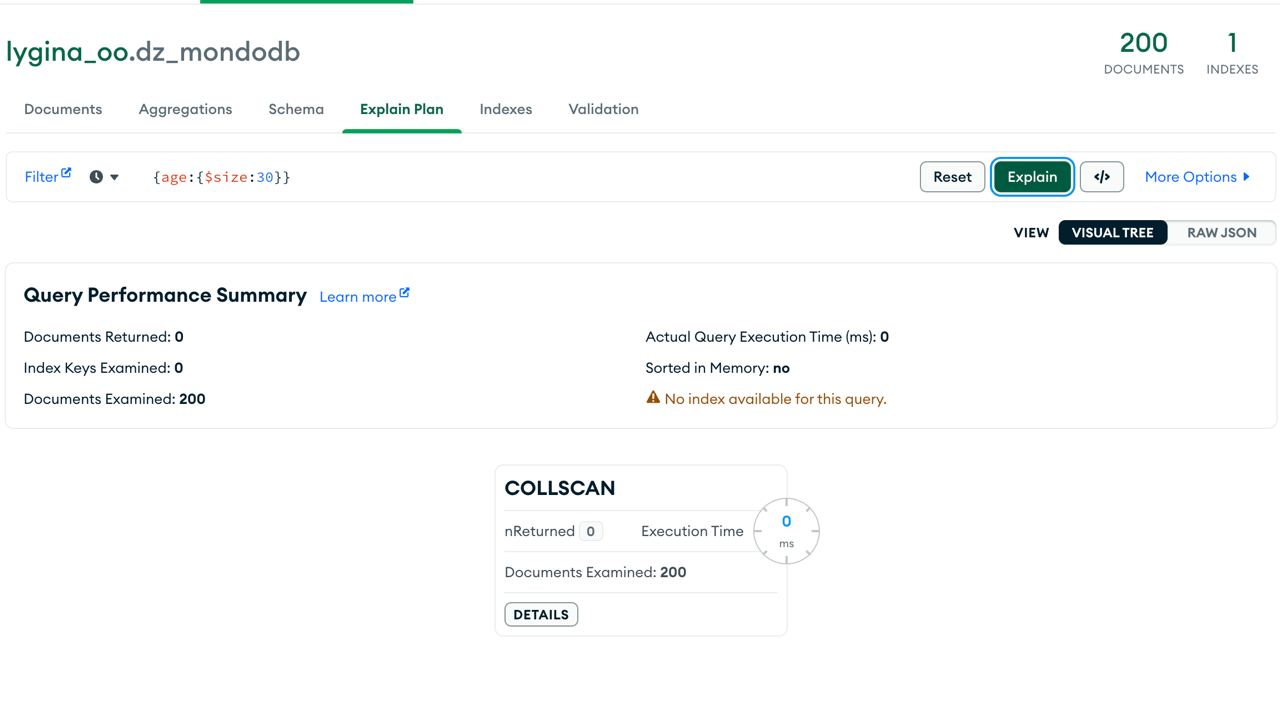 lygina_oo.dz_mondodb
200
DOCUMENTS
1
INDEXES
Documents Aggregations Schema Explain Plan Indexes Validation
Filter {age:{$size:30}} Reset Explain </> More Options
VIEW VISUAL TREE RAW JSON
Query Performance Summary Learn more
Documents Returned: 0
Index Keys Examined: 0
Documents Examined: 200
Actual Query Execution Time (ms): 0
Sorted in Memory: no
No index available for this query.
COLLSCAN
nReturned 0 Execution Time 0 ms
Documents Examined: 200
DETAILS